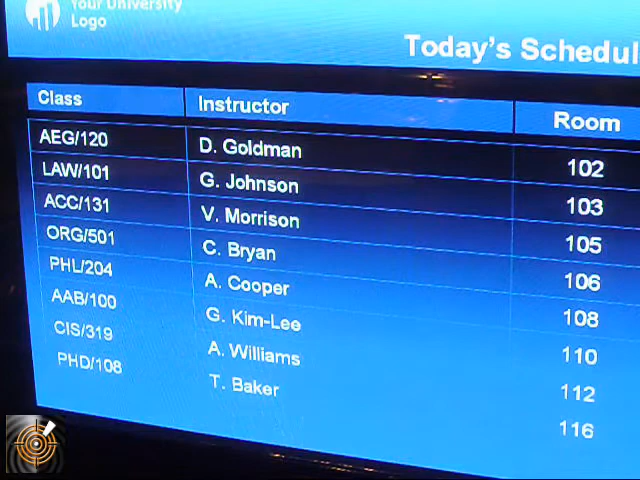 Your University
Logo
Today's Schedul
Class Instructor Room
AEG/120 D. Goldman 102
LAW/101 G. Johnson 103
ACC/131 V. Morrison 105
ORG/501 C. Bryan 106
PHL/204 A. Cooper 108
AAB/100 G. Kim-Lee 110
CIS/319 A. Williams 112
PHD/108 T. Baker 116